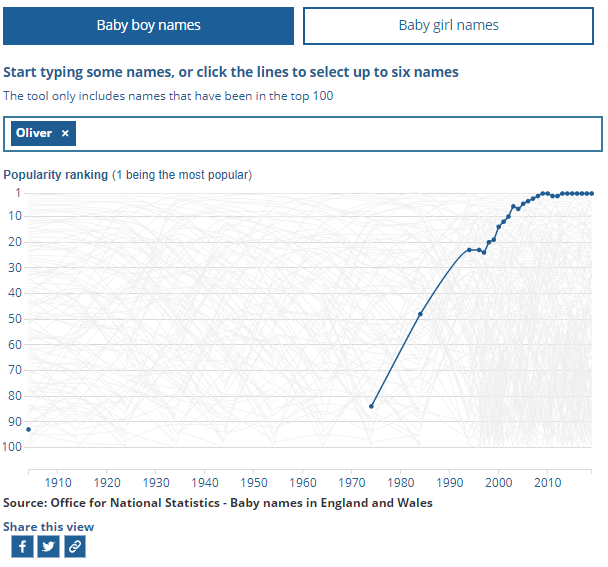 Baby boy names
Baby girl names
Start typing some names, or click the lines to select up to six names
The tool only includes names that have been in the top 100
Oliver ×
Popularity ranking (1 being the most popular)
1
10
20
30
40
50
60
70
80
90
100
1910 1920 1930 1940 1950 1960 1970 1980 1990 2000 2010
Source: Office for National Statistics - Baby names in England and Wales
Share this view